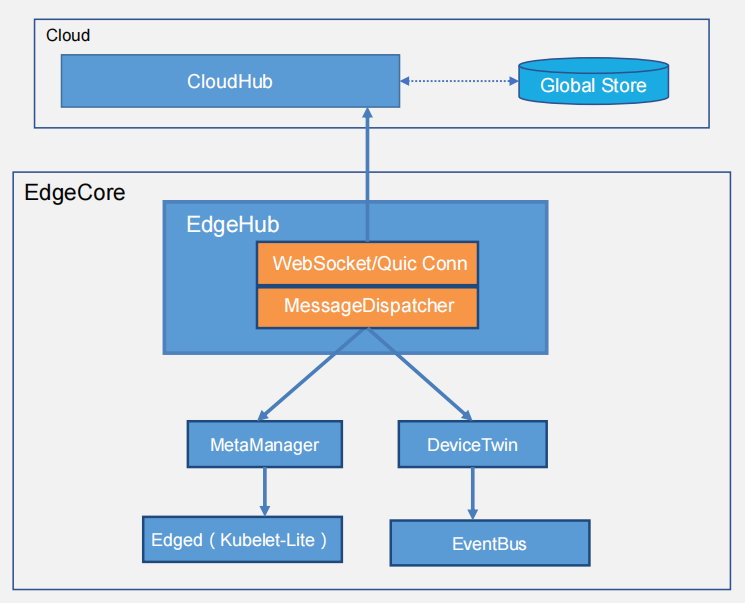 Cloud
CloudHub
Global Store
EdgeCore
EdgeHub
WebSocket/Quic Conn
MessageDispatcher
MetaManager
DeviceTwin
Edged ( Kubelet-Lite )
EventBus